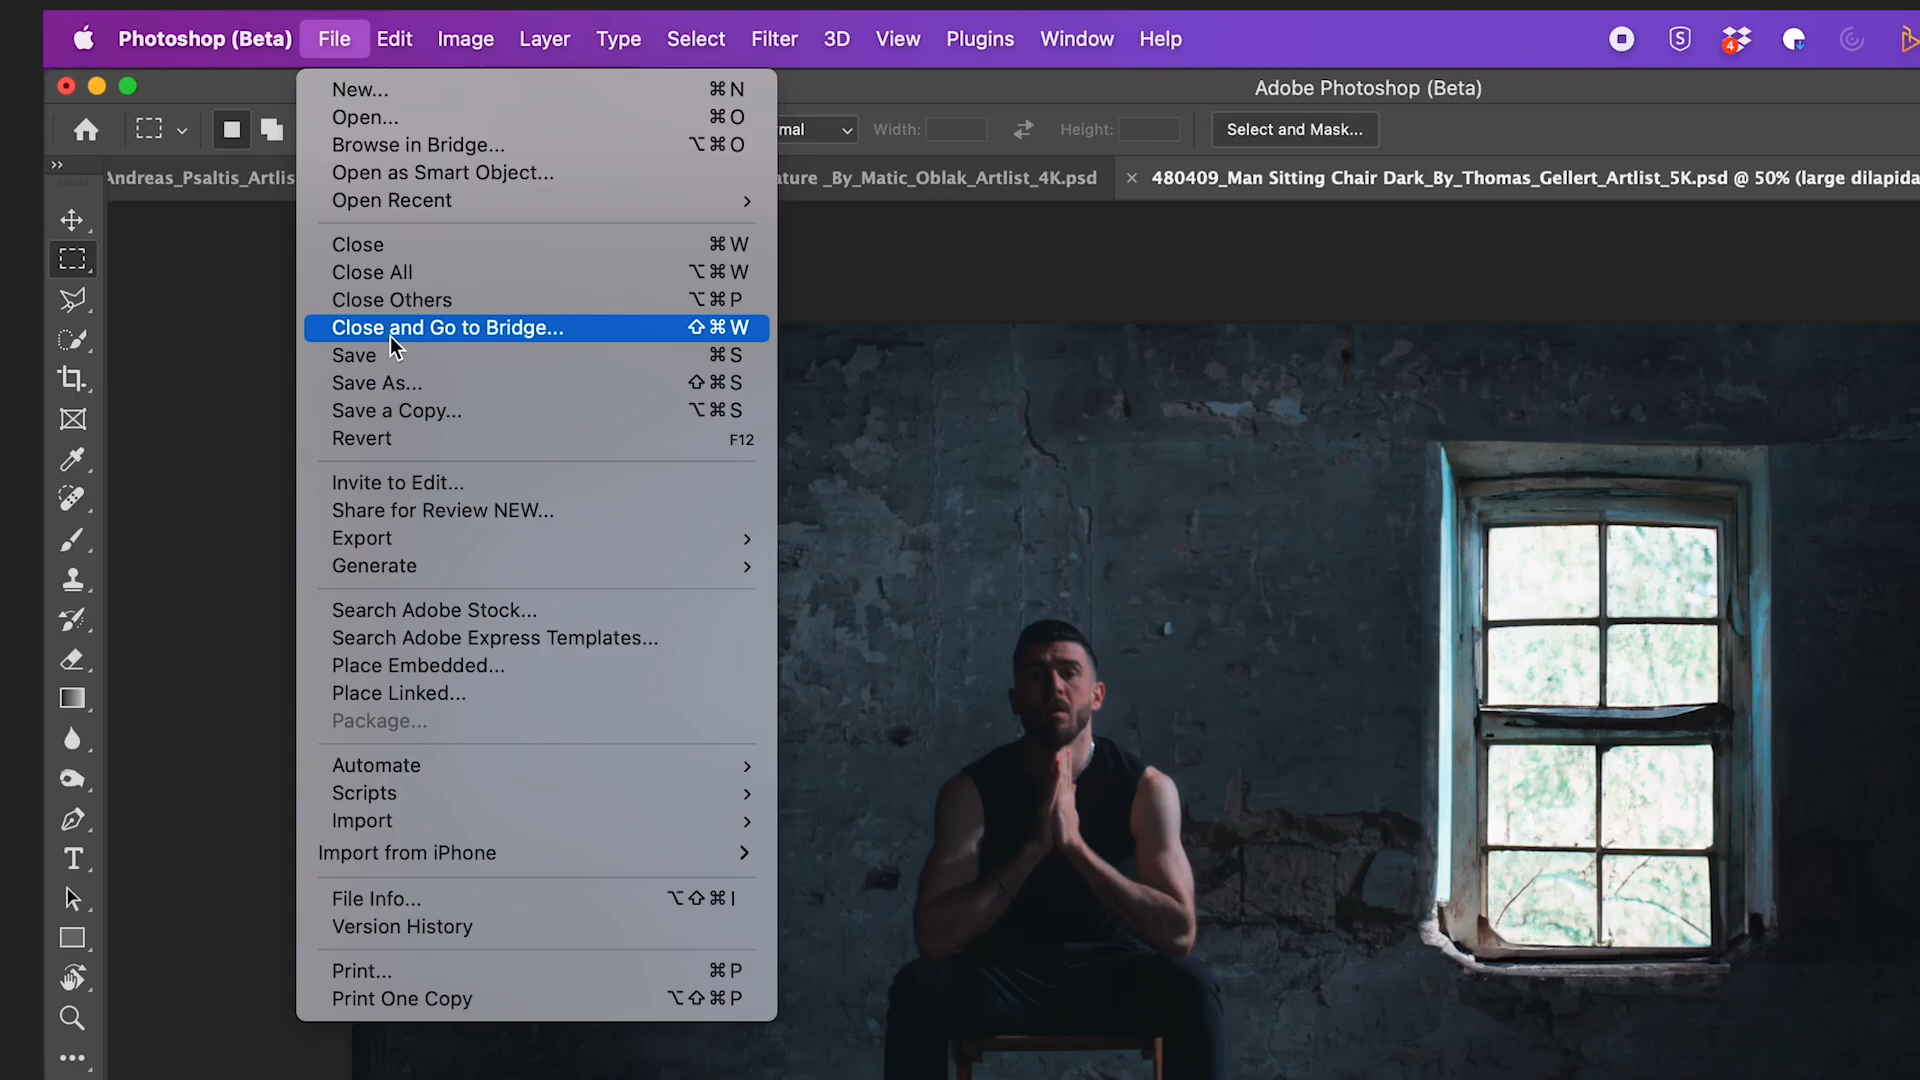 Photoshop (Beta) File Edit Image Layer Type Select Filter 3D View Plugins Window Help
4
Adobe Photoshop (Beta)
mal Width: Height: Select and Mask...
Andreas_Psaltis_Artlis ature _By_Matic_Oblak_Artlist_4K.psd × 480409_Man Sitting Chair Dark_By_Thomas_Gellert_Artlist_5K.psd @ 50% (large dilapida
New... ⌘N
Open... ⌘O
Browse in Bridge... ⌥⌘O
Open as Smart Object...
Open Recent >
Close ⌘W
Close All ⌥⌘W
Close Others ⌥⌘P
Close and Go to Bridge... ⇧⌘W
Save ⌘S
Save As... ⇧⌘S
Save a Copy... ⌥⌘S
Revert F12
Invite to Edit...
Share for Review NEW...
Export >
Generate >
Search Adobe Stock...
Search Adobe Express Templates...
Place Embedded...
Place Linked...
Package...
Automate >
Scripts >
Import >
Import from iPhone >
File Info... ⌥⇧⌘I
Version History
Print... ⌘P
Print One Copy ⌥⇧⌘P